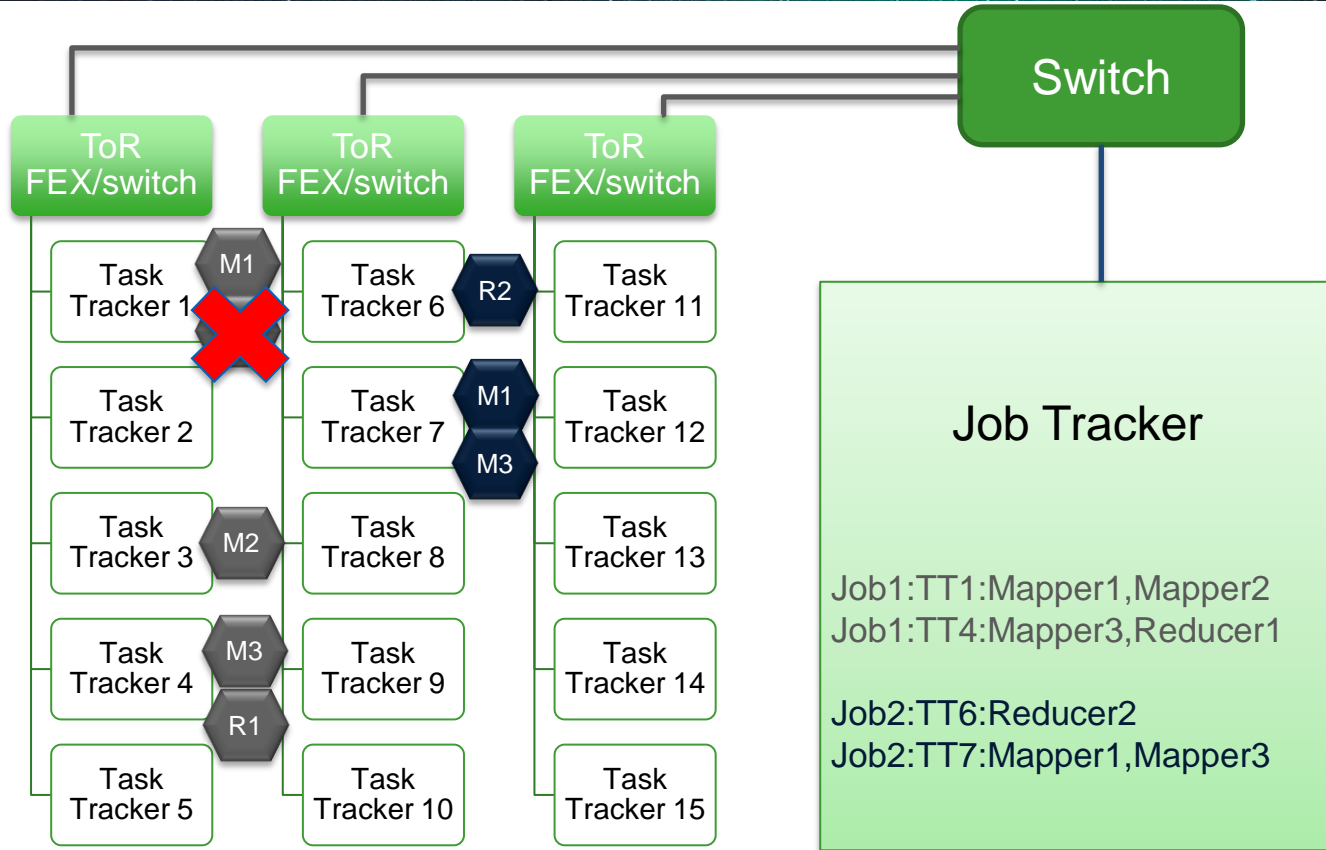 Switch
ToR
FEX/switch
ToR
FEX/switch
ToR
FEX/switch
Task
Tracker 1
M1
Task
Tracker 6
R2
Task
Tracker 11
Task
Tracker 2
Task
Tracker 7
M1
M3
Task
Tracker 12
Task
Tracker 3
M2
Task
Tracker 8
Task
Tracker 13
Task
Tracker 4
M3
R1
Task
Tracker 9
Task
Tracker 14
Task
Tracker 5
Task
Tracker 10
Task
Tracker 15
Job Tracker
Job1:TT1:Mapper1,Mapper2
Job1:TT4:Mapper3,Reducer1
Job2:TT6:Reducer2
Job2:TT7:Mapper1,Mapper3